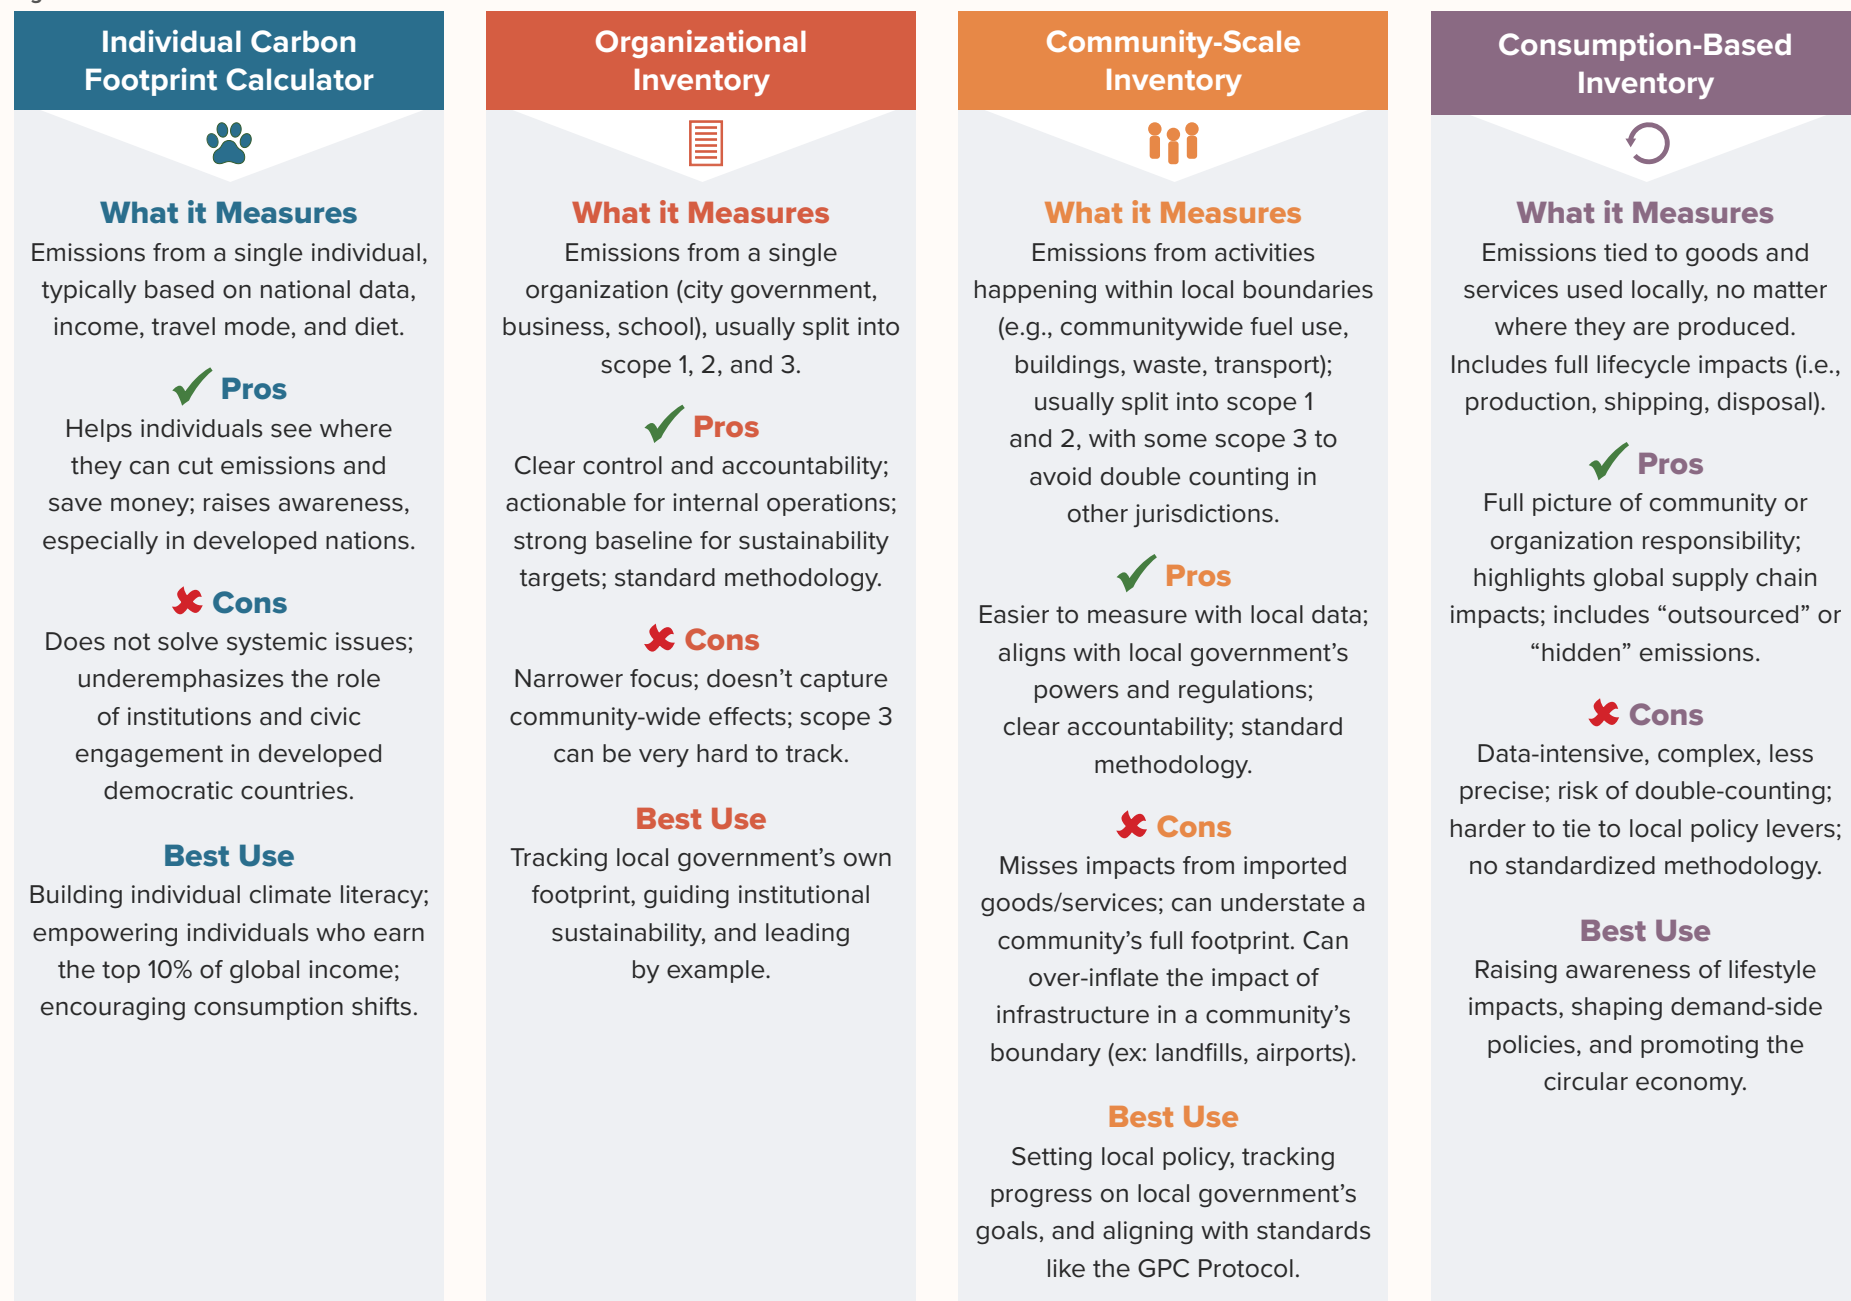 Individual Carbon
Footprint Calculator
What it Measures
Emissions from a single individual,
typically based on national data,
income, travel mode, and diet.
Pros
Helps individuals see where
they can cut emissions and
save money; raises awareness,
especially in developed nations.
Cons
Does not solve systemic issues;
underemphasizes the role
of institutions and civic
engagement in developed
democratic countries.
Best Use
Building individual climate literacy;
empowering individuals who earn
the top 10% of global income;
encouraging consumption shifts.
Organizational
Inventory
What it Measures
Emissions from a single
organization (city government,
business, school), usually split into
scope 1, 2, and 3.
Pros
Clear control and accountability;
actionable for internal operations;
strong baseline for sustainability
targets; standard methodology.
Cons
Narrower focus; doesn’t capture
community-wide effects; scope 3
can be very hard to track.
Best Use
Tracking local government’s own
footprint, guiding institutional
sustainability, and leading
by example.
Community-Scale
Inventory
What it Measures
Emissions from activities
happening within local boundaries
(e.g., communitywide fuel use,
buildings, waste, transport);
usually split into scope 1
and 2, with some scope 3 to
avoid double counting in
other jurisdictions.
Pros
Easier to measure with local data;
aligns with local government’s
powers and regulations;
clear accountability; standard
methodology.
Cons
Misses impacts from imported
goods/services; can understate a
community’s full footprint. Can
over-inflate the impact of
infrastructure in a community’s
boundary (ex: landfills, airports).
Best Use
Setting local policy, tracking
progress on local government’s
goals, and aligning with standards
like the GPC Protocol.
Consumption-Based
Inventory
What it Measures
Emissions tied to goods and
services used locally, no matter
where they are produced.
Includes full lifecycle impacts (i.e.,
production, shipping, disposal).
Pros
Full picture of community or
organization responsibility;
highlights global supply chain
impacts; includes “outsourced” or
“hidden” emissions.
Cons
Data-intensive, complex, less
precise; risk of double-counting;
harder to tie to local policy levers;
no standardized methodology.
Best Use
Raising awareness of lifestyle
impacts, shaping demand-side
policies, and promoting the
circular economy.